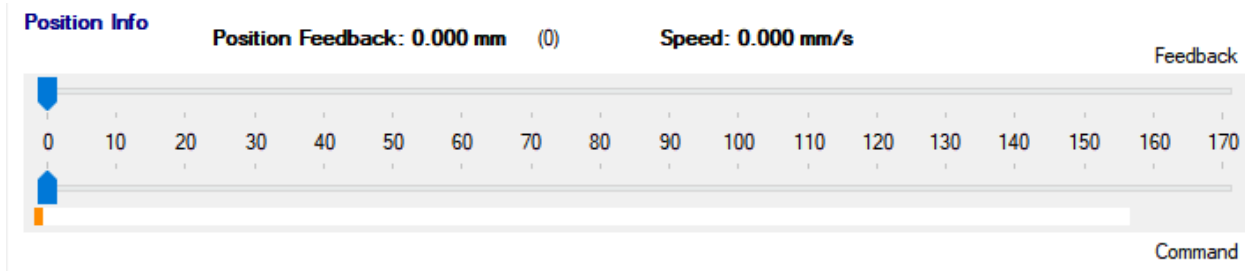 Position Info
Position Feedback: 0.000 mm (0) Speed: 0.000 mm/s
Feedback
0 10 20 30 40 50 60 70 80 90 100 110 120 130 140 150 160 170
Command